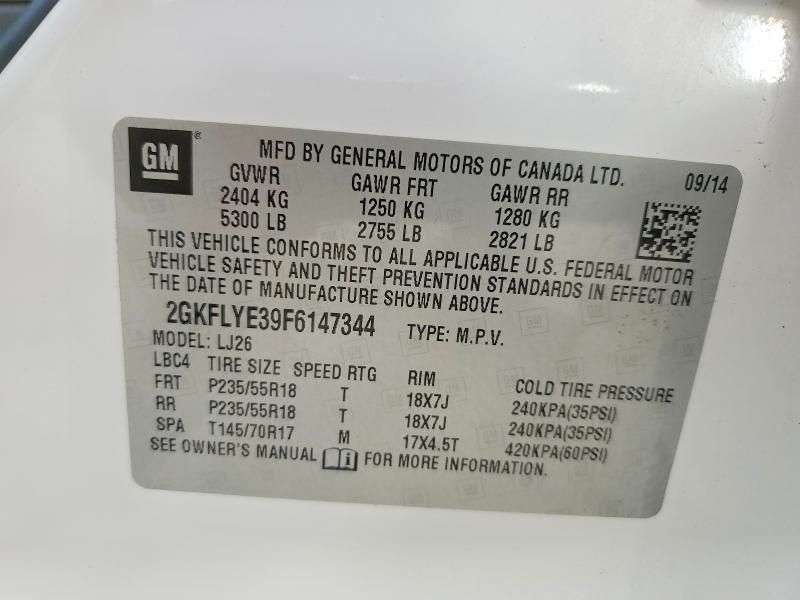 GM ®
MFD BY GENERAL MOTORS OF CANADA LTD. 09/14
GVWR GAWR FRT GAWR RR
2404 KG 1250 KG 1280 KG
5300 LB 2755 LB 2821 LB
THIS VEHICLE CONFORMS TO ALL APPLICABLE U.S. FEDERAL MOTOR
VEHICLE SAFETY AND THEFT PREVENTION STANDARDS IN EFFECT ON
THE DATE OF MANUFACTURE SHOWN ABOVE.
2GKFLYE39F6147344 TYPE: M.P.V.
MODEL: LJ26
LBC4 TIRE SIZE SPEED RTG RIM COLD TIRE PRESSURE
FRT P235/55R18 T 18X7J 240KPA(35PSI)
RR P235/55R18 T 18X7J 240KPA(35PSI)
SPA T145/70R17 M 17X4.5T 420KPA(60PSI)
SEE OWNER'S MANUAL i FOR MORE INFORMATION.